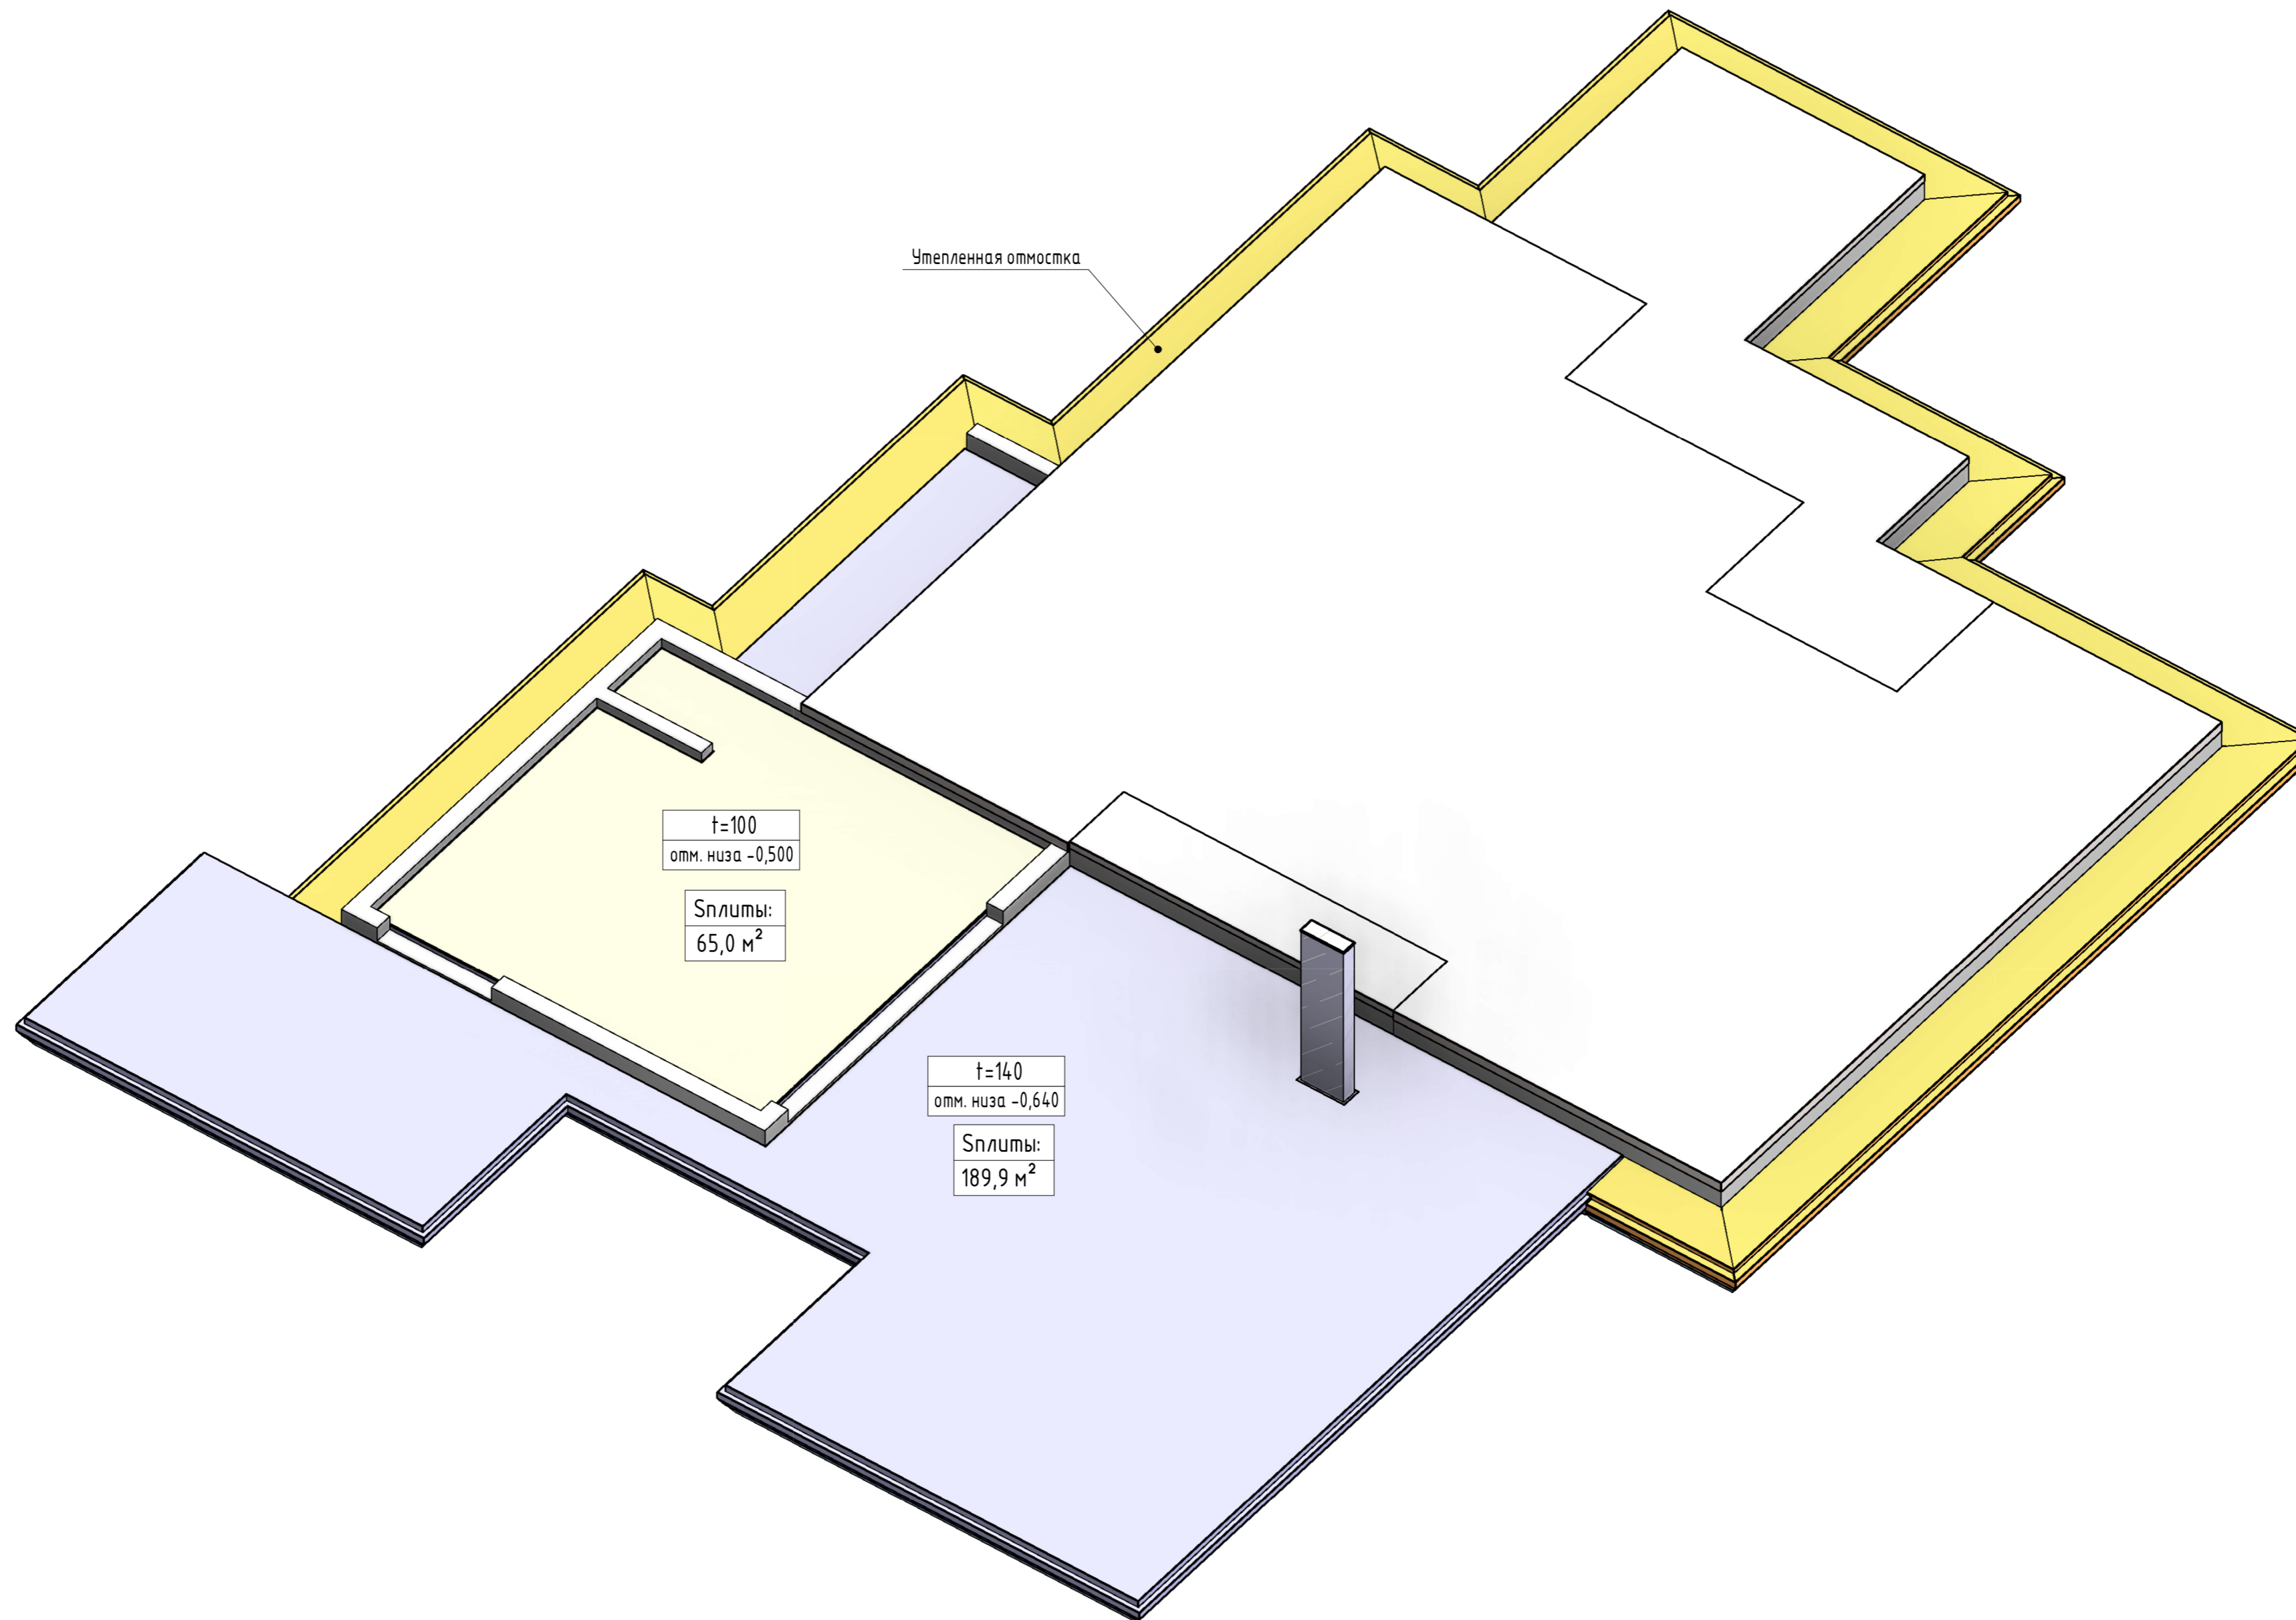 Утепленная отмостка
t=100
отм. низа -0,500
Sплиты:
65,0 м²
t=140
отм. низа -0,640
Sплиты:
189,9 м²